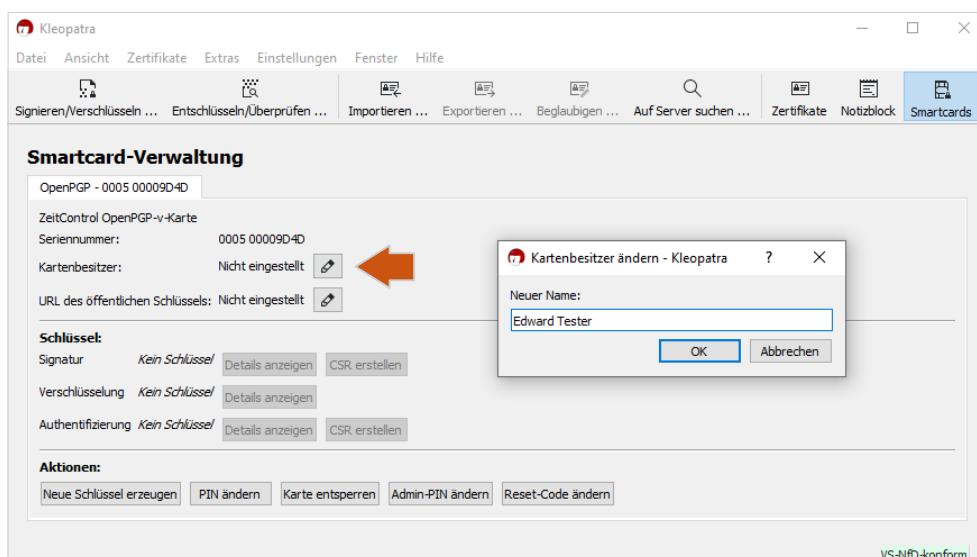 Kleopatra
Datei Ansicht Zertifikate Extras Einstellungen Fenster Hilfe
Signieren/Verschlüsseln ... Entschlüsseln/Überprüfen ... Importieren ... Exportieren ... Beglaubigen ... Auf Server suchen ... Zertifikate Notizblock Smartcards
Smartcard-Verwaltung
OpenPGP - 0005 00009D4D
ZeitControl OpenPGP-v-Karte
Seriennummer: 0005 00009D4D
Kartenbesitzer: Nicht eingestellt
URL des öffentlichen Schlüssels: Nicht eingestellt
Schlüssel:
Signatur Kein Schlüssel Details anzeigen CSR erstellen
Verschlüsselung Kein Schlüssel Details anzeigen
Authentifizierung Kein Schlüssel Details anzeigen CSR erstellen
Aktionen:
Neue Schlüssel erzeugen PIN ändern Karte entsperren Admin-PIN ändern Reset-Code ändern
Kartenbesitzer ändern - Kleopatra ?
Neuer Name:
Edward Tester
OK Abbrechen
VS-NfD-konform